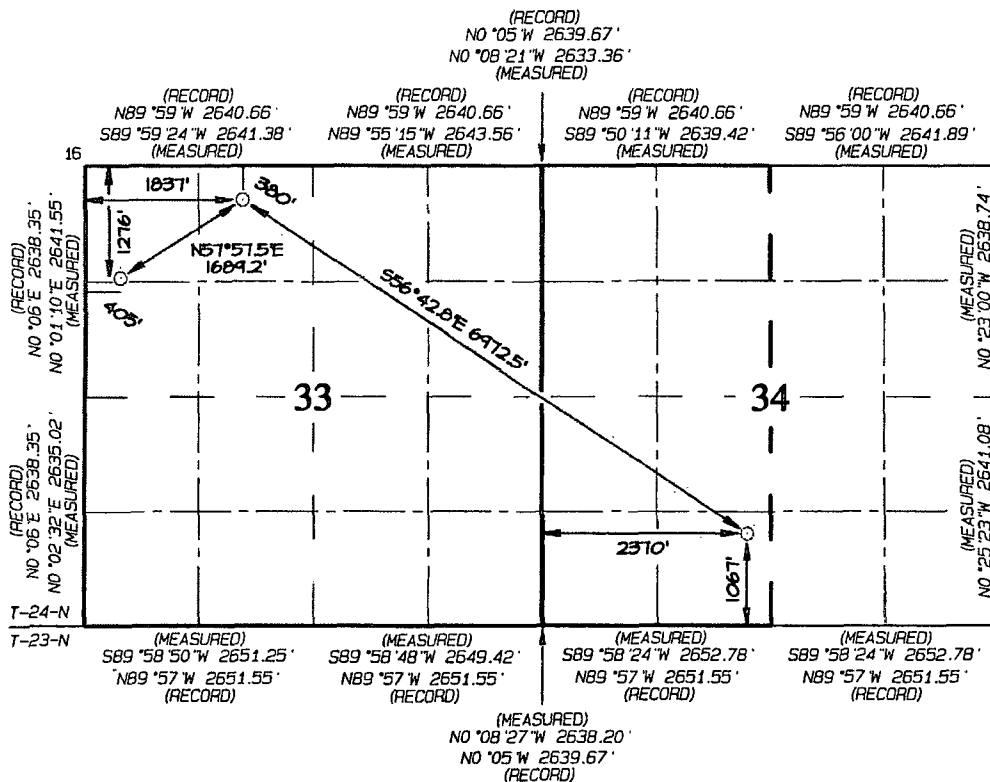 (RECORD)
N0°05'W 2639.67'
N0°08'21"W 2633.36'
(MEASURED)
(RECORD)
N89°59'W 2640.66'
S89°59'24"W 2641.38'
(MEASURED)
(RECORD)
N89°59'W 2640.66'
N89°55'15"W 2643.56'
(MEASURED)
(RECORD)
N89°59'W 2640.66'
S89°50'11"W 2639.42'
(MEASURED)
(RECORD)
N89°59'W 2640.66'
S89°56'00"W 2641.89'
(MEASURED)
16
1837'
380'
1276'
N57°57.5'E
1689.2'
405'
S56°42.8'E 6972.5'
(RECORD)
N0°06'E 2638.35'
N0°01'10"E 2641.55'
(MEASURED)
N0°23'00"W 2638.74'
(MEASURED)
33
34
(RECORD)
N0°06'E 2638.35'
N0°02'32"E 2635.02'
(MEASURED)
N0°25'23"W 2641.08'
(MEASURED)
2370'
1067'
T-24-N
T-23-N
(MEASURED)
S89°58'50"W 2651.25'
N89°57'W 2651.55'
(RECORD)
(MEASURED)
S89°58'48"W 2649.42'
N89°57'W 2651.55'
(RECORD)
(MEASURED)
S89°58'24"W 2652.78'
N89°57'W 2651.55'
(RECORD)
(MEASURED)
S89°58'24"W 2652.78'
N89°57'W 2651.55'
(RECORD)
(MEASURED)
N0°08'27"W 2638.20'
N0°05'W 2639.67'
(RECORD)